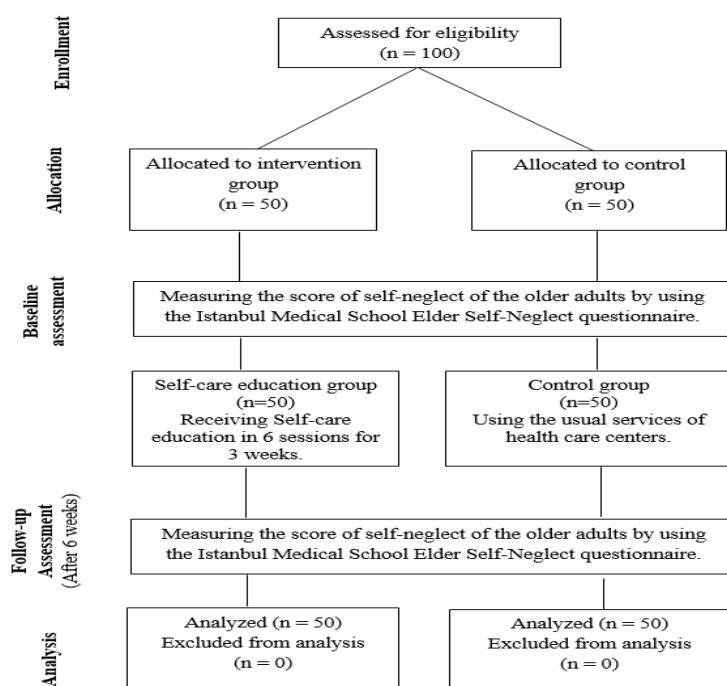 Enrollment
Assessed for eligibility
(n = 100)
Allocation
Allocated to intervention
group
(n = 50)
Allocated to control
group
(n = 50)
Baseline
assessment
Measuring the score of self-neglect of the older adults by using
the Istanbul Medical School Elder Self-Neglect questionnaire.
Self-care education group
(n=50)
Receiving Self-care
education in 6 sessions for
3 weeks.
Control group
(n=50)
Using the usual services of
health care centers.
Follow-up
Assessment
(After 6 weeks)
Measuring the score of self-neglect of the older adults by using
the Istanbul Medical School Elder Self-Neglect questionnaire.
Analysis
Analyzed (n = 50)
Excluded from analysis
(n = 0)
Analyzed (n = 50)
Excluded from analysis
(n = 0)